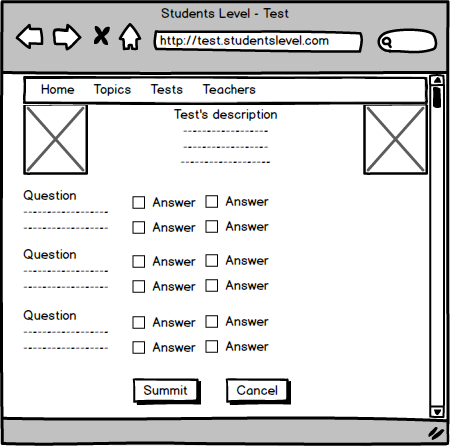 Students Level - Test
http://test.studentslevel.com
Home Topics Tests Teachers
Test's description
Question
Answer Answer
Answer Answer
Question
Answer Answer
Answer Answer
Question
Answer Answer
Answer Answer
Summit Cancel